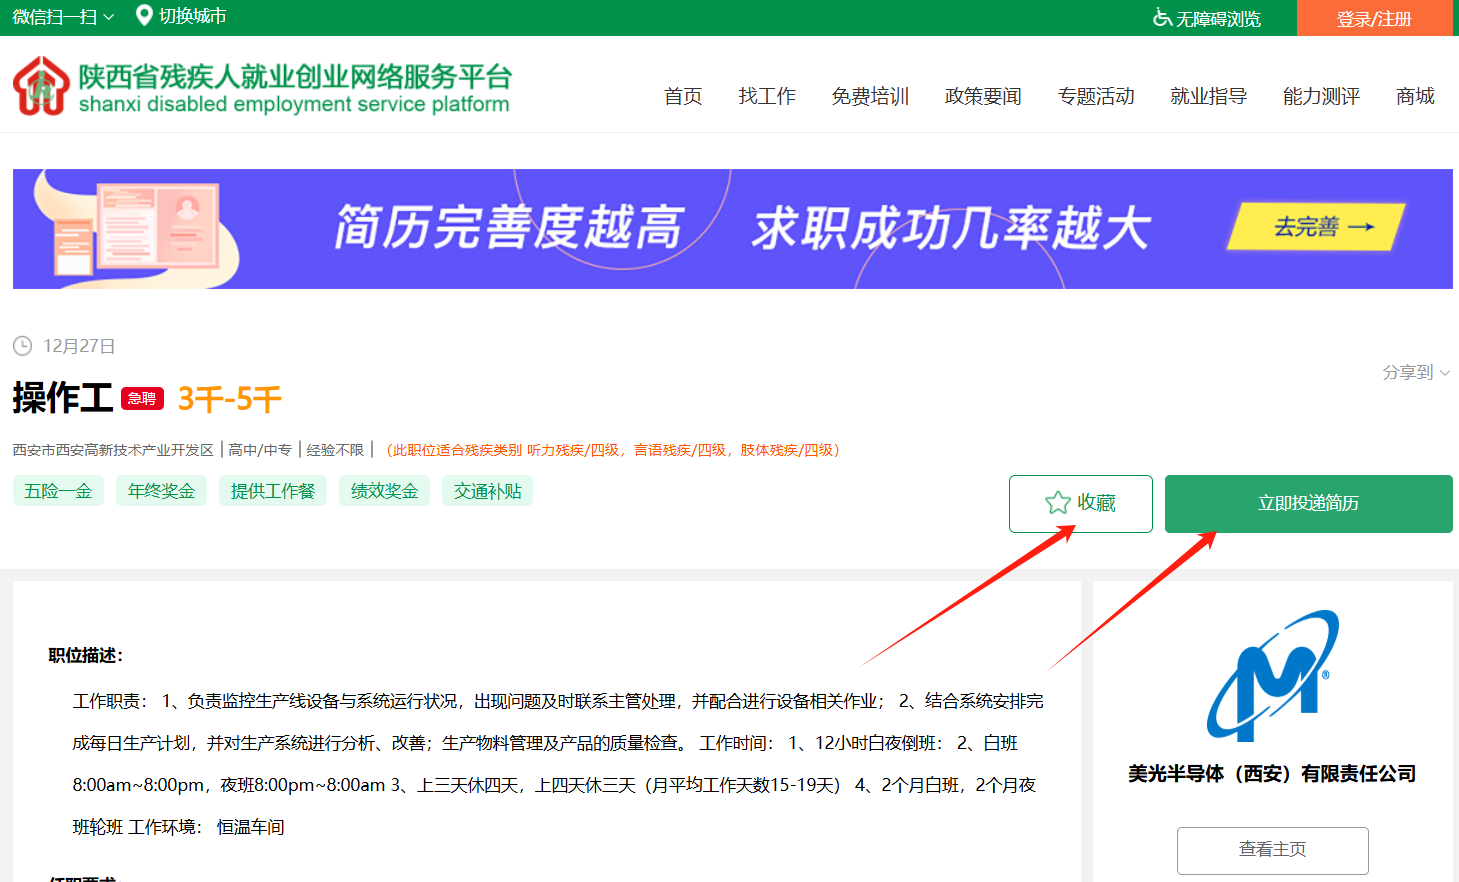 微信扫一扫 切换城市 无障碍浏览 登录/注册
陕西省残疾人就业创业网络服务平台
shanxi disabled employment service platform
首页 找工作 免费培训 政策要闻 专题活动 就业指导 能力测评 商城
简历完善度越高 求职成功几率越大 去完善→
12月27日
分享到
操作工 急聘 3千-5千
西安市西安高新技术产业开发区 | 高中/中专 | 经验不限 | （此职位适合残疾类别 听力残疾/四级，言语残疾/四级，肢体残疾/四级）
五险一金 年终奖金 提供工作餐 绩效奖金 交通补贴
收藏 立即投递简历
职位描述：
工作职责： 1、负责监控生产线设备与系统运行状况，出现问题及时联系主管处理，并配合进行设备相关作业； 2、结合系统安排完
成每日生产计划，并对生产系统进行分析、改善；生产物料管理及产品的质量检查。 工作时间： 1、12小时白夜倒班： 2、白班
8:00am~8:00pm，夜班8:00pm~8:00am 3、上三天休四天，上四天休三天（月平均工作天数15-19天） 4、2个月白班，2个月夜
班轮班 工作环境： 恒温车间
任职要求：
M®
美光半导体（西安）有限责任公司
查看主页